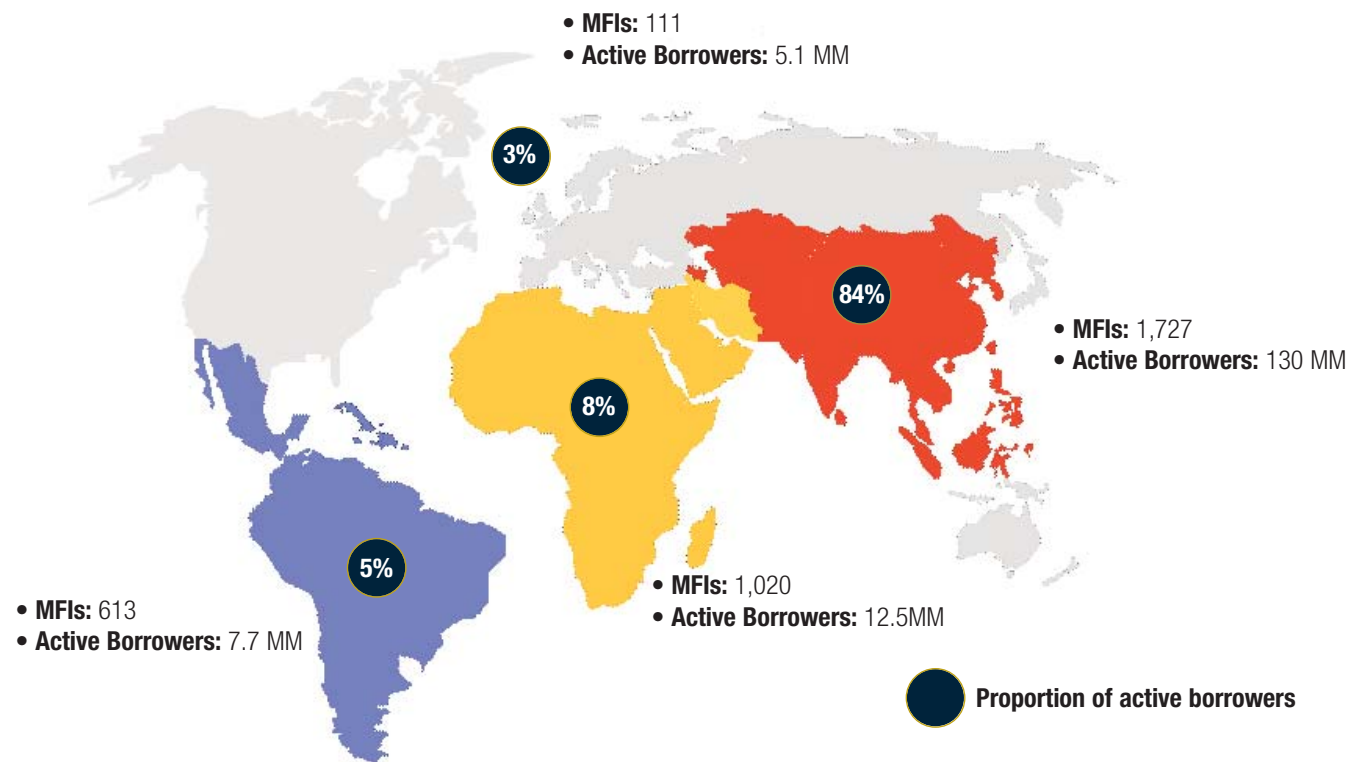 • MFIs: 111
• Active Borrowers: 5.1 MM
3%
84%
• MFIs: 1,727
• Active Borrowers: 130 MM
8%
5%
• MFIs: 1,020
• Active Borrowers: 12.5MM
• MFIs: 613
• Active Borrowers: 7.7 MM
Proportion of active borrowers